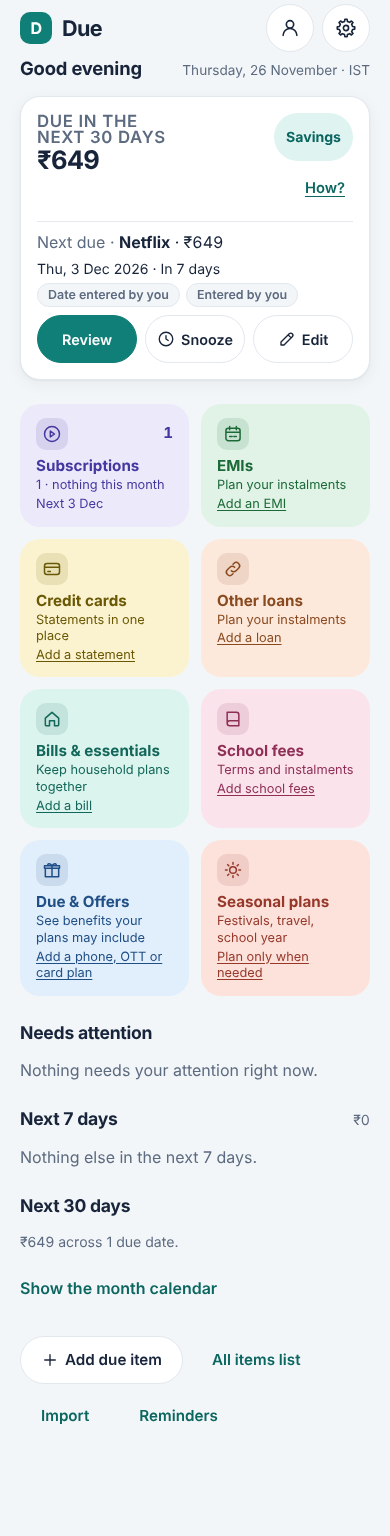 D Due
Good evening
Thursday, 26 November · IST
DUE IN THE
NEXT 30 DAYS
₹649
Savings
How?
Next due · Netflix · ₹649
Thu, 3 Dec 2026 · In 7 days
Date entered by you
Entered by you
Review
Snooze
Edit
1
Subscriptions
1 · nothing this month
Next 3 Dec
EMIs
Plan your instalments
Add an EMI
Credit cards
Statements in one
place
Add a statement
Other loans
Plan your instalments
Add a loan
Bills & essentials
Keep household plans
together
Add a bill
School fees
Terms and instalments
Add school fees
Due & Offers
See benefits your
plans may include
Add a phone, OTT or
card plan
Seasonal plans
Festivals, travel,
school year
Plan only when
needed
Needs attention
Nothing needs your attention right now.
Next 7 days
₹0
Nothing else in the next 7 days.
Next 30 days
₹649 across 1 due date.
Show the month calendar
+ Add due item
All items list
Import
Reminders